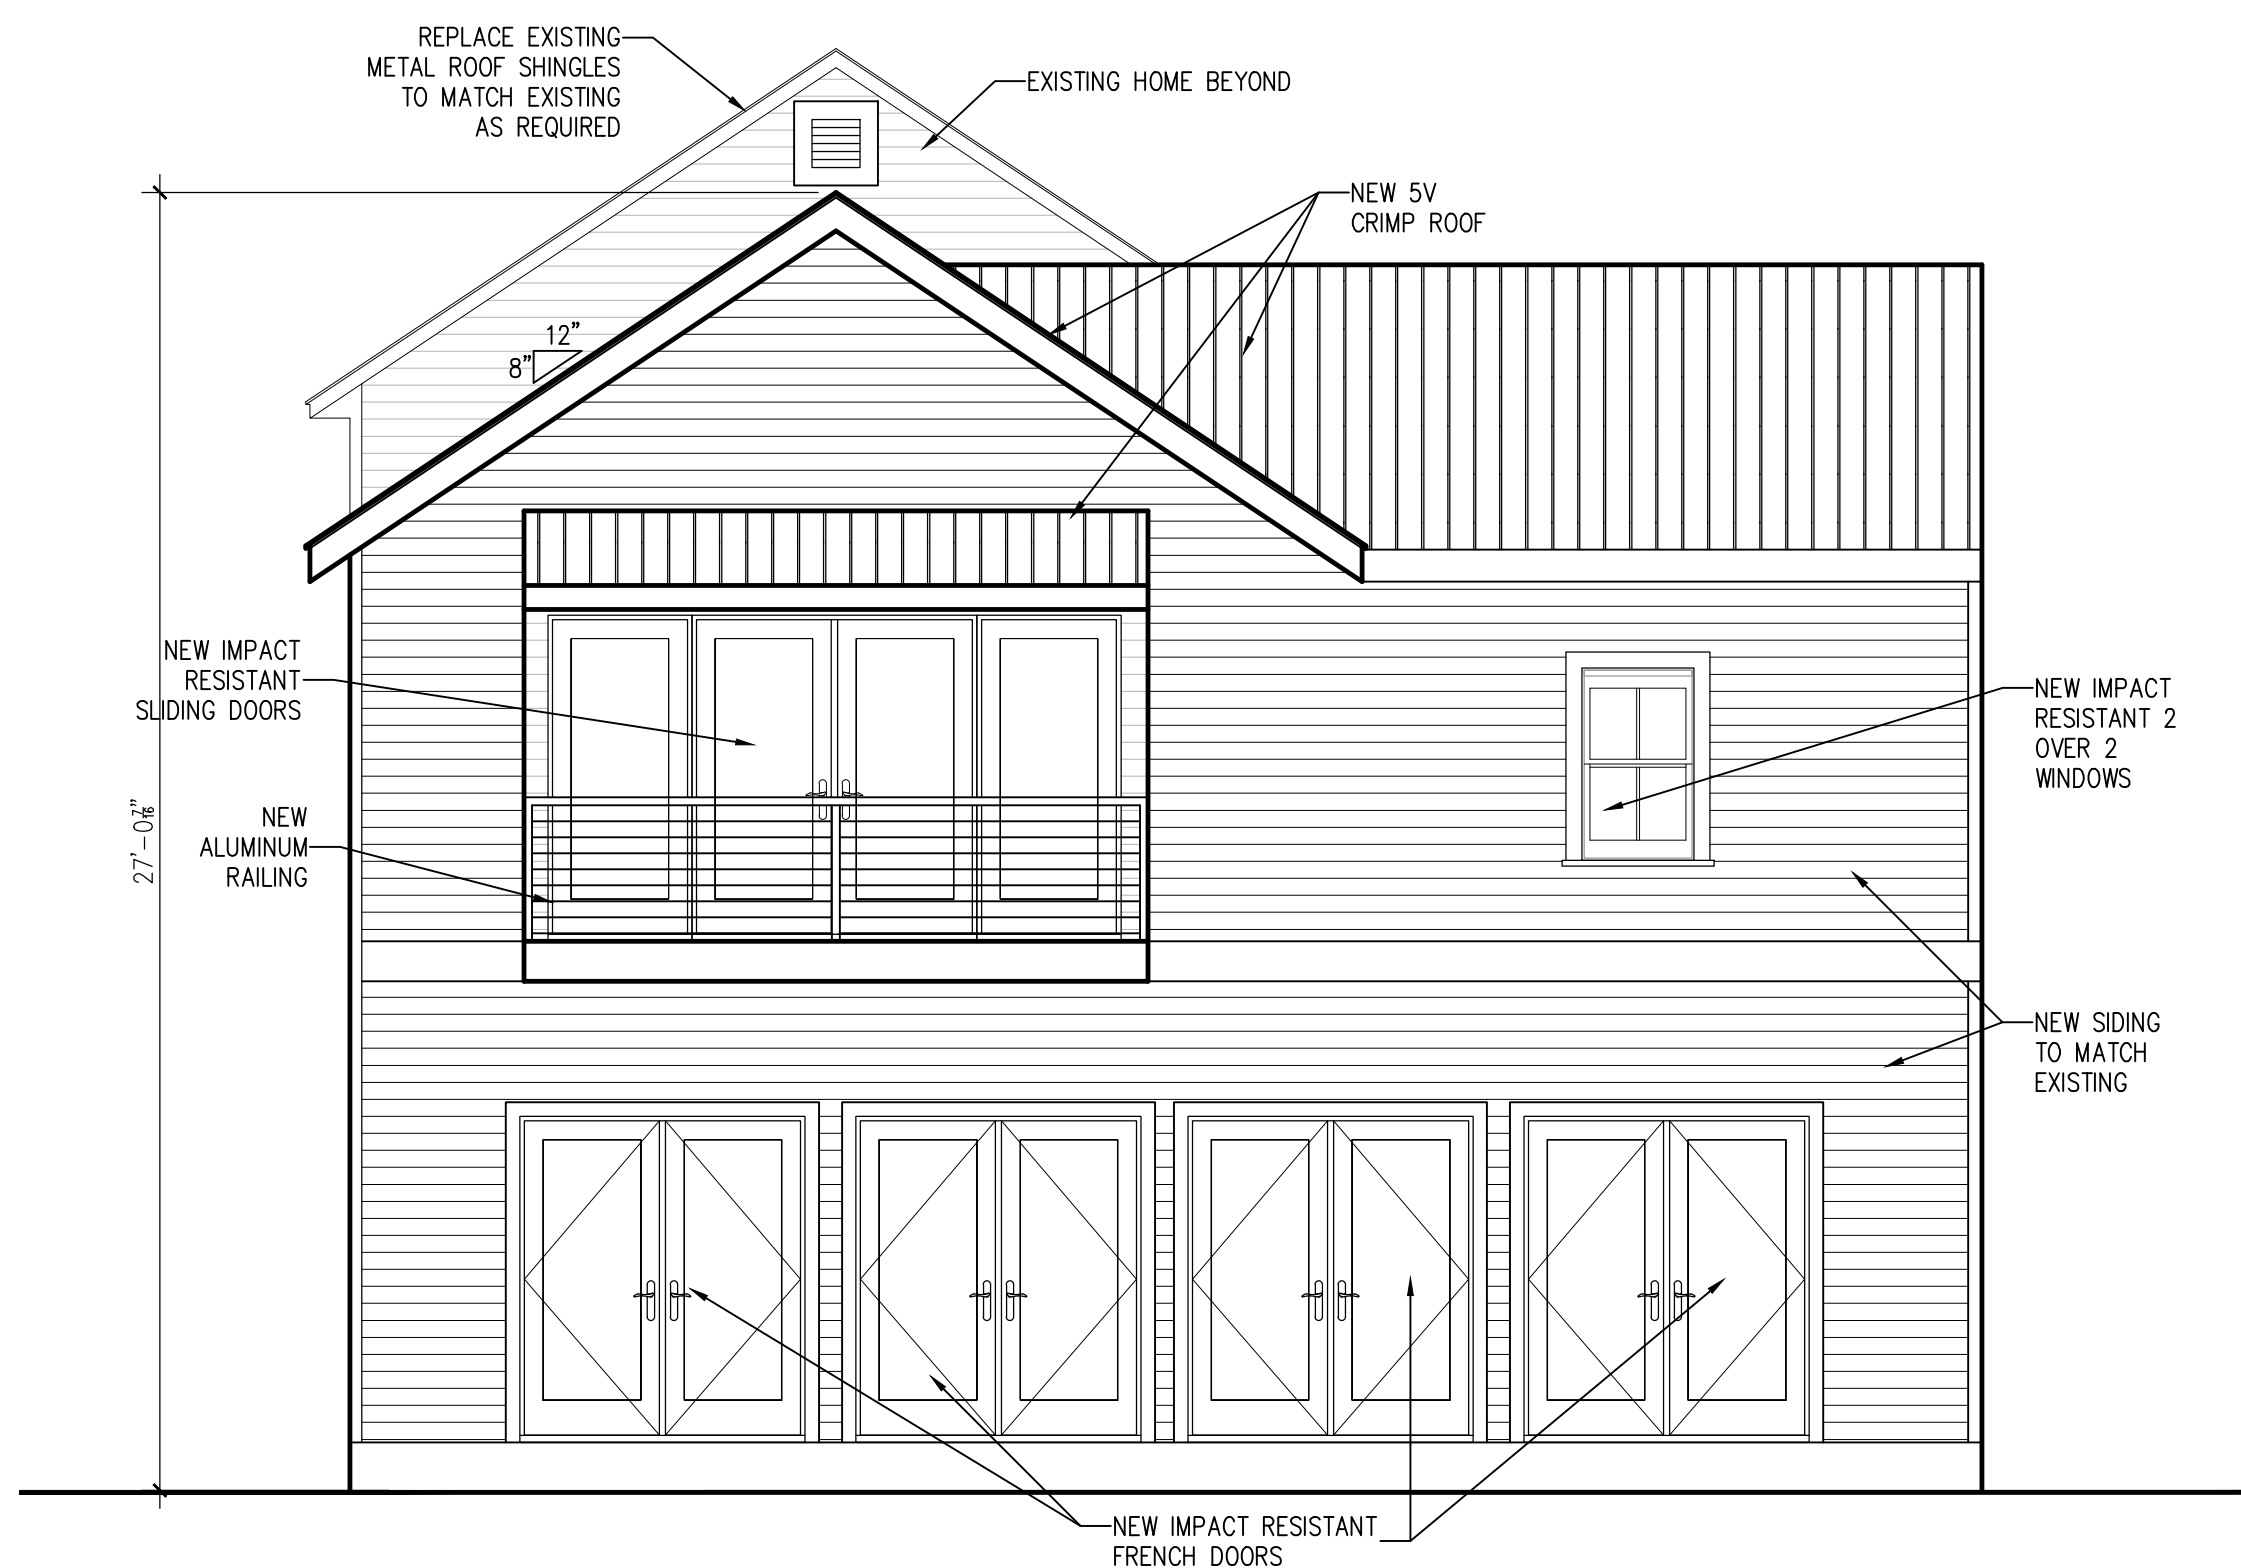 REPLACE EXISTING
METAL ROOF SHINGLES
TO MATCH EXISTING
AS REQUIRED
EXISTING HOME BEYOND
NEW 5V
CRIMP ROOF
12"
8"
NEW IMPACT
RESISTANT
SLIDING DOORS
NEW IMPACT
RESISTANT 2
OVER 2
WINDOWS
27'-0 7/16"
NEW
ALUMINUM
RAILING
NEW SIDING
TO MATCH
EXISTING
NEW IMPACT RESISTANT
FRENCH DOORS